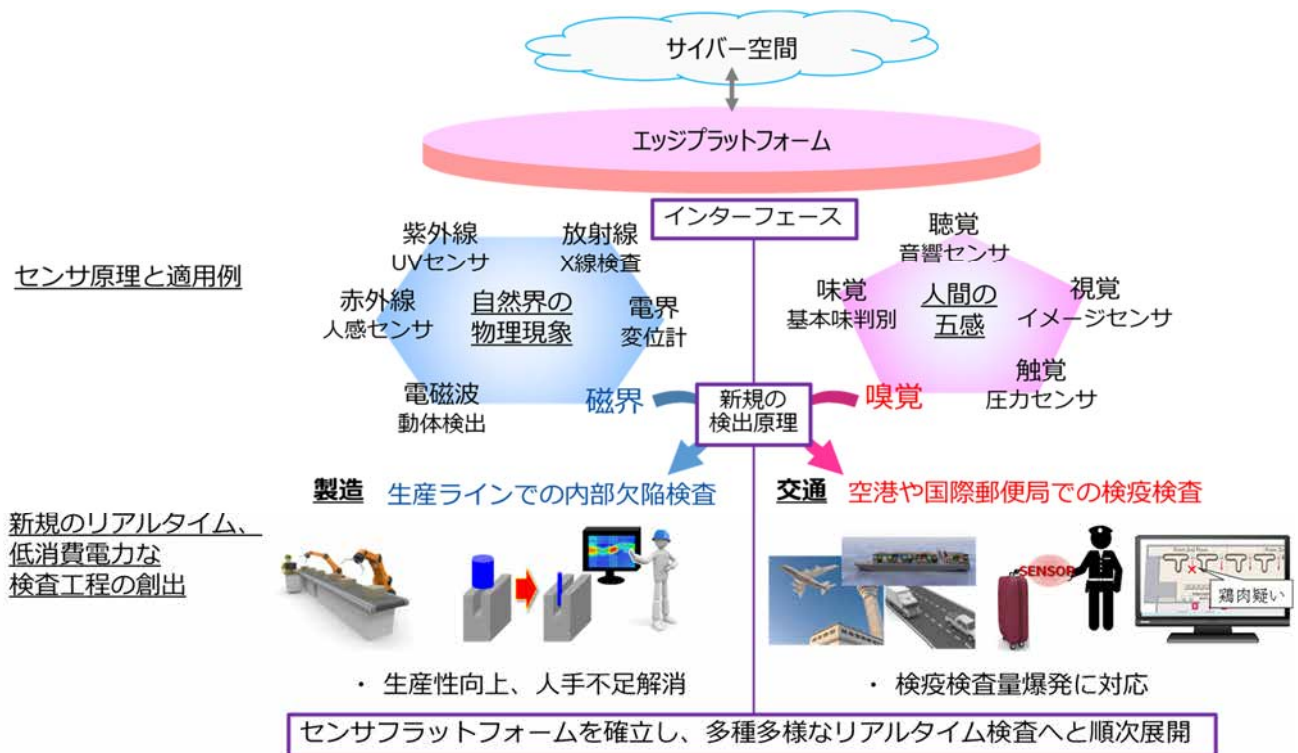 サイバー空間
エッジプラットフォーム
インターフェース
センサ原理と適用例
紫外線
UVセンサ
放射線
X線検査
赤外線
人感センサ
自然界の
物理現象
電界
変位計
電磁波
動体検出
磁界
聴覚
音響センサ
味覚
基本味判別
人間の
五感
視覚
イメージセンサ
触覚
圧力センサ
嗅覚
新規の
検出原理
新規のリアルタイム、
低消費電力な
検査工程の創出
製造 生産ラインでの内部欠陥検査
・ 生産性向上、人手不足解消
交通 空港や国際郵便局での検疫検査
SENSOR
鶏肉疑い
・ 検疫検査量爆発に対応
センサフラットフォームを確立し、多種多様なリアルタイム検査へと順次展開